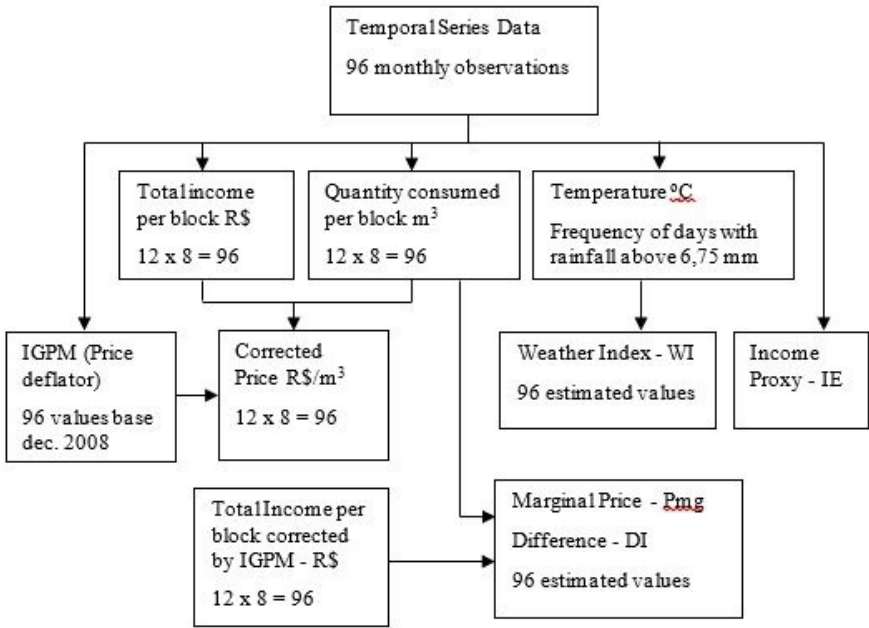 Temporal Series Data
96 monthly observations
Total income
per block R$
12 x 8 = 96
Quantity consumed
per block m³
12 x 8 = 96
Temperature ⁰C
Frequency of days with
rainfall above 6,75 mm
IGPM (Price
deflator)
96 values base
dec. 2008
Corrected
Price R$/m³
12 x 8 = 96
Weather Index - WI
96 estimated values
Income
Proxy - IE
Total Income per
block corrected
by IGPM - R$
12 x 8 = 96
Marginal Price - Pmg
Difference - DI
96 estimated values